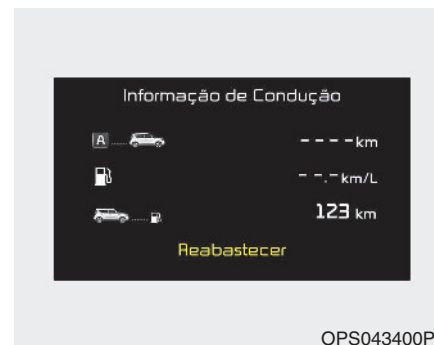 Informação de Condução
A ----km
--.-km/L
123 km
Reabastecer
OPS043400P